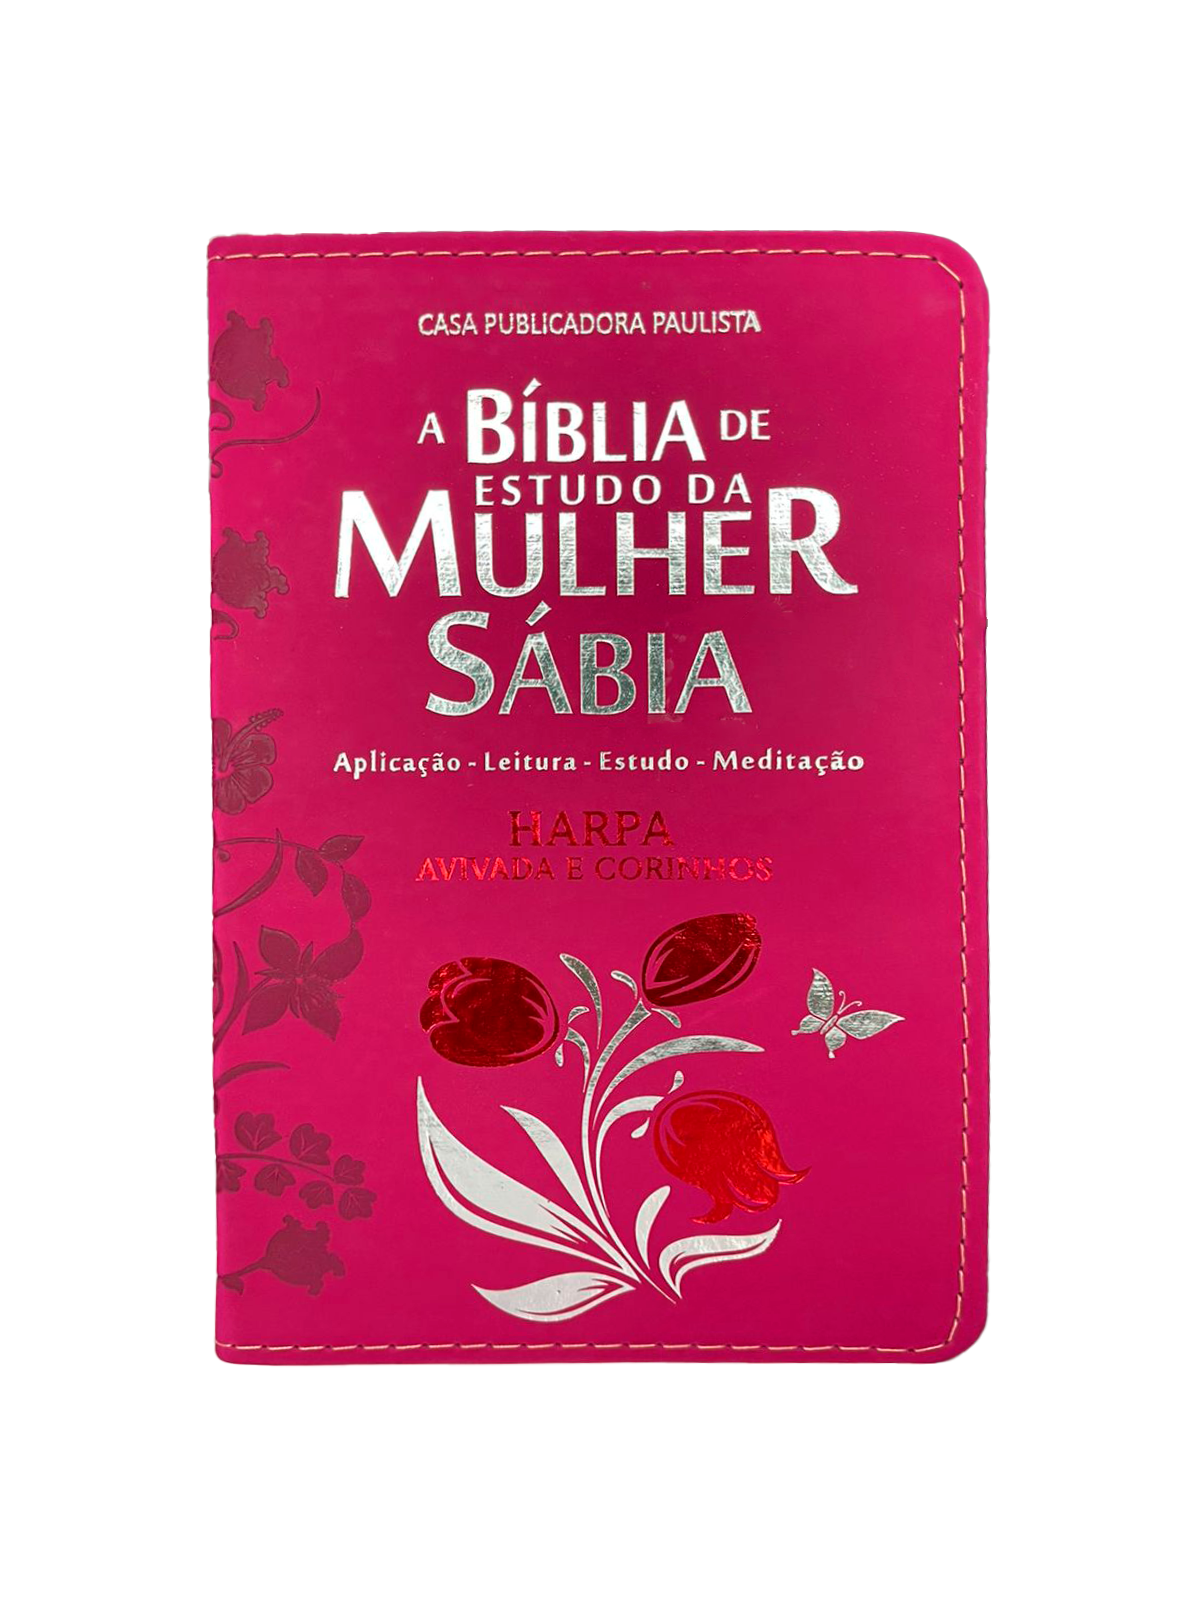 CASA PUBLICADORA PAULISTA
A BÍBLIA DE
ESTUDO DA
MULHER
SÁBIA
Aplicação - Leitura - Estudo - Meditação
HARPA
AVIVADA E CORINHOS